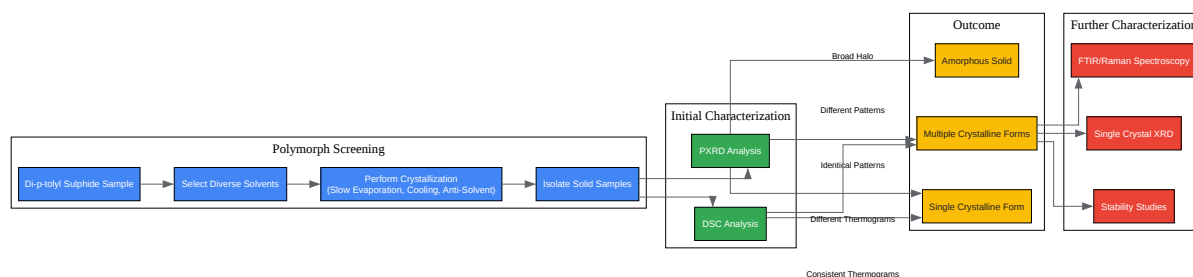 Polymorph Screening
Di-p-tolyl Sulphide Sample
Select Diverse Solvents
Perform Crystallization
(Slow Evaporation, Cooling, Anti-Solvent)
Isolate Solid Samples
Initial Characterization
PXRD Analysis
DSC Analysis
Broad Halo
Different Patterns
Identical Patterns
Different Thermograms
Consistent Thermograms
Outcome
Amorphous Solid
Multiple Crystalline Forms
Single Crystalline Form
Further Characterization
FTIR/Raman Spectroscopy
Single Crystal XRD
Stability Studies